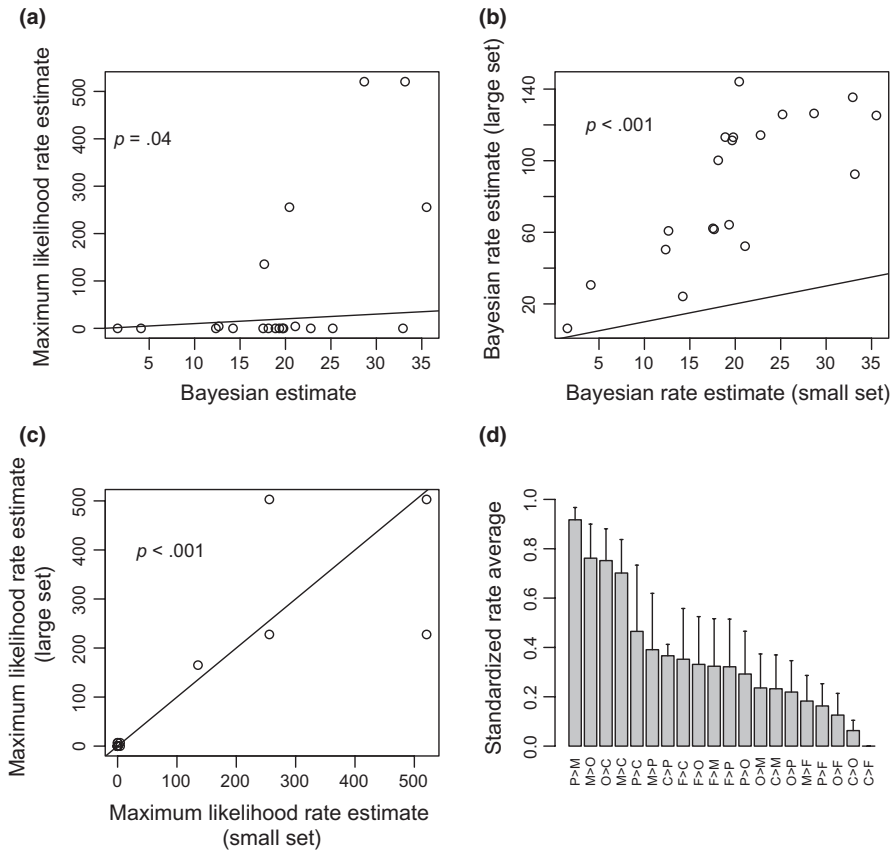 (a)
Maximum likelihood rate estimate
500
400
300
200
100
0
p = .04
5 10 15 20 25 30 35
Bayesian estimate
(b)
Bayesian rate estimate (large set)
140
100
60
20
p < .001
5 10 15 20 25 30 35
Bayesian rate estimate (small set)
(c)
Maximum likelihood rate estimate
(large set)
500
400
300
200
100
0
p < .001
0 100 200 300 400 500
Maximum likelihood rate estimate
(small set)
(d)
Standardized rate average
1.0
0.8
0.6
0.4
0.2
0.0
P>M M>O O>C M>C P>C M>P C>P F>C F>O F>M F>P P>O O>M C>M O>P M>F P>F O>F C>O C>F